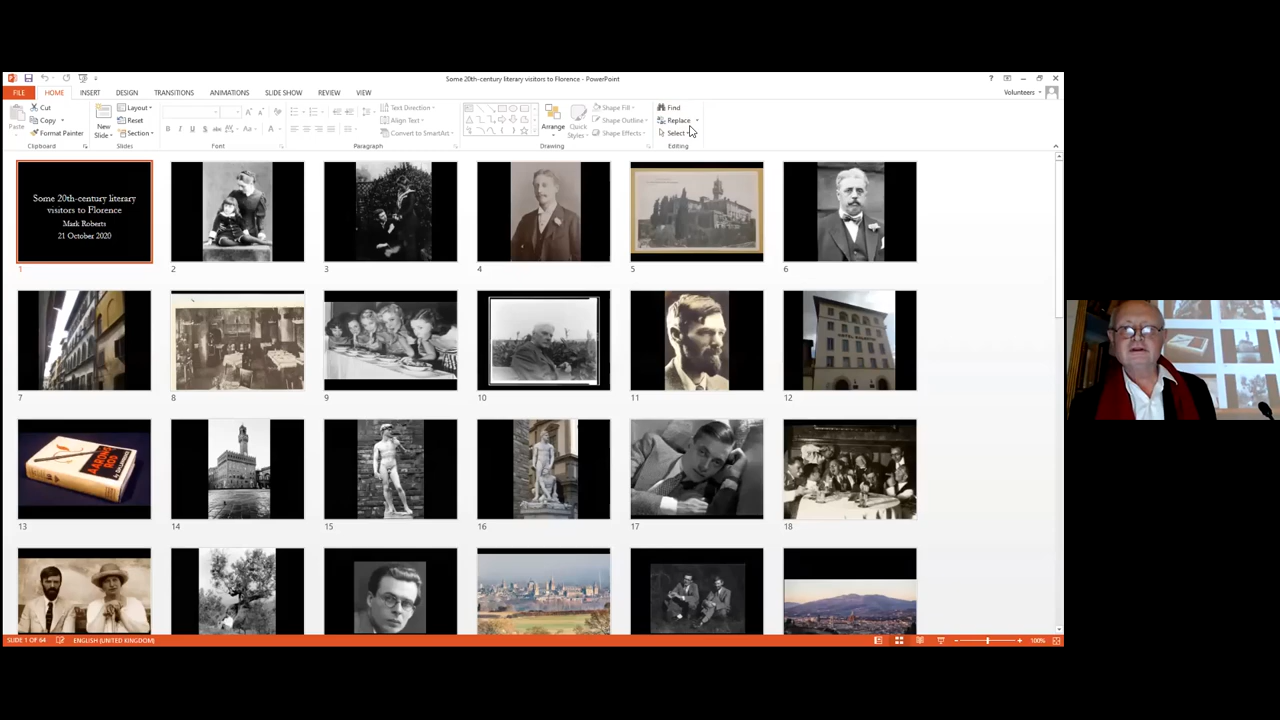 Some 20th-century literary visitors to Florence - PowerPoint
FILE
HOME
INSERT
DESIGN
TRANSITIONS
ANIMATIONS
SLIDE SHOW
REVIEW
VIEW
Volunteers
Paste
Cut
Copy
Format Painter
Clipboard
New
Slide
Layout
Reset
Section
Slides
Font
Text Direction
Align Text
Convert to SmartArt
Paragraph
Arrange
Quick
Styles
Shape Fill
Shape Outline
Shape Effects
Drawing
Find
Replace
Select
Editing
Some 20th-century literary
visitors to Florence
Mark Roberts
21 October 2020
1
2
3
4
5
6
7
8
9
10
11
12
AARON'S
ROD
13
14
15
16
17
18
SLIDE 1 OF 64
ENGLISH (UNITED KINGDOM)
100%